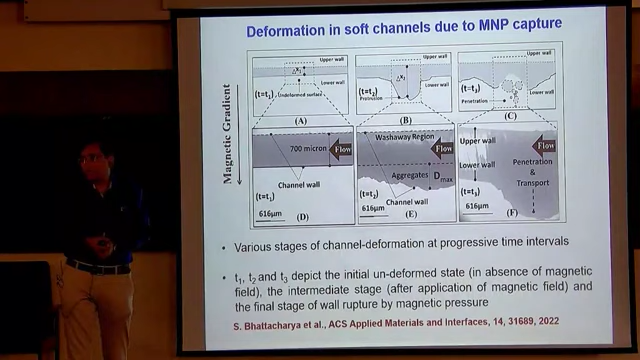 Deformation in soft channels due to MNP capture
Upper wall
Lower wall
(t=t₁), Undeformed surface
(A)
Upper wall
Lower wall
(t=t₂)
Protrusion
(B)
Upper wall
Lower wall
(t=t₃)
Penetration
(C)
Magnetic Gradient
700 micron
Flow
Channel wall
(t=t₁)
616μm
(D)
Washaway Region
Flow
Aggregates Dmax
(t=t₂)
Channel wall
616μm
(E)
Upper wall
Flow
Lower wall
Penetration
&
Transport
(t=t₃)
616μm
(F)
• Various stages of channel-deformation at progressive time intervals
• t₁, t₂ and t₃ depict the initial un-deformed state (in absence of magnetic
field), the intermediate stage (after application of magnetic field) and
the final stage of wall rupture by magnetic pressure
S. Bhattacharya et al., ACS Applied Materials and Interfaces, 14, 31689, 2022